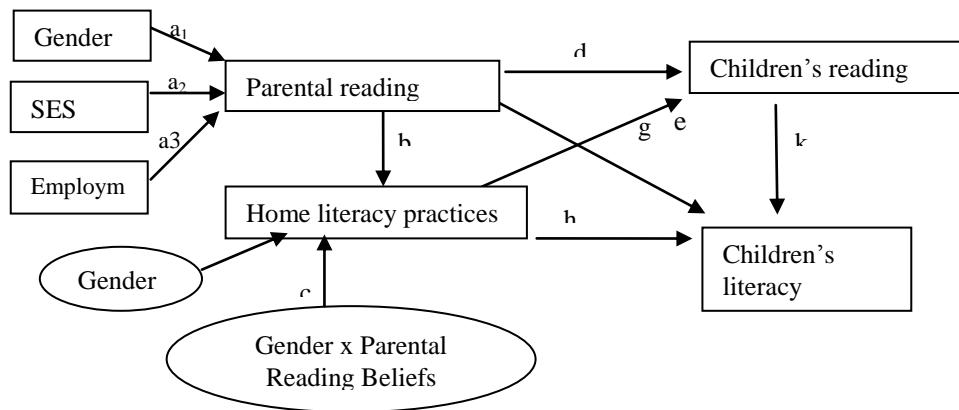 Gender
a₁
SES
a₂
Employm
a3
Parental reading
d
Children's reading
b
g
e
k
Home literacy practices
h
Children's
literacy
Gender
c
Gender x Parental
Reading Beliefs